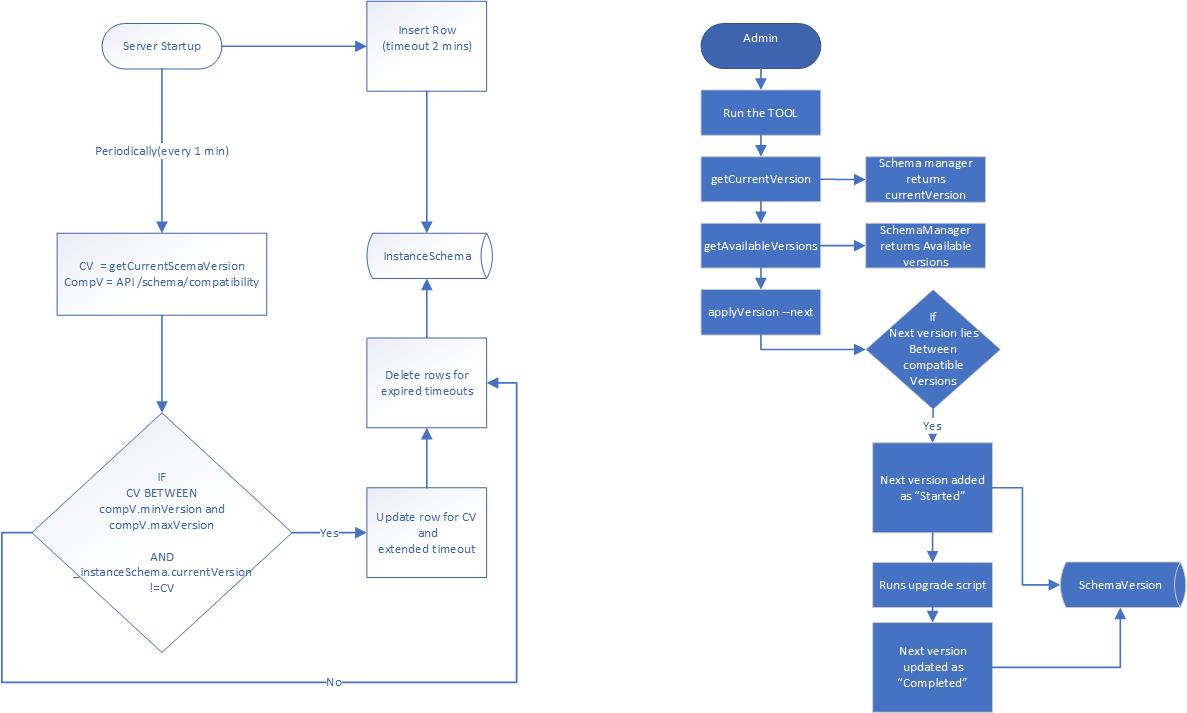 Server Startup
Insert Row
(timeout 2 mins)
Periodically(every 1 min)
CV  = getCurrentScemaVersion
CompV = API /schema/compatibility
InstanceSchema
Delete rows for
expired timeouts
IF
CV BETWEEN
compV.minVersion and
compV.maxVersion
AND
_instanceSchema.currentVersion
!=CV
Yes
Update row for CV
and
extended timeout
No
Admin
Run the TOOL
getCurrentVersion
Schema manager
returns
currentVersion
getAvailableVersions
SchemaManager
returns Available
versions
applyVersion --next
If
Next version lies
Between
compatible
Versions
Yes
Next version added
as “Started”
Runs upgrade script
SchemaVersion
Next version
updated as
“Completed”